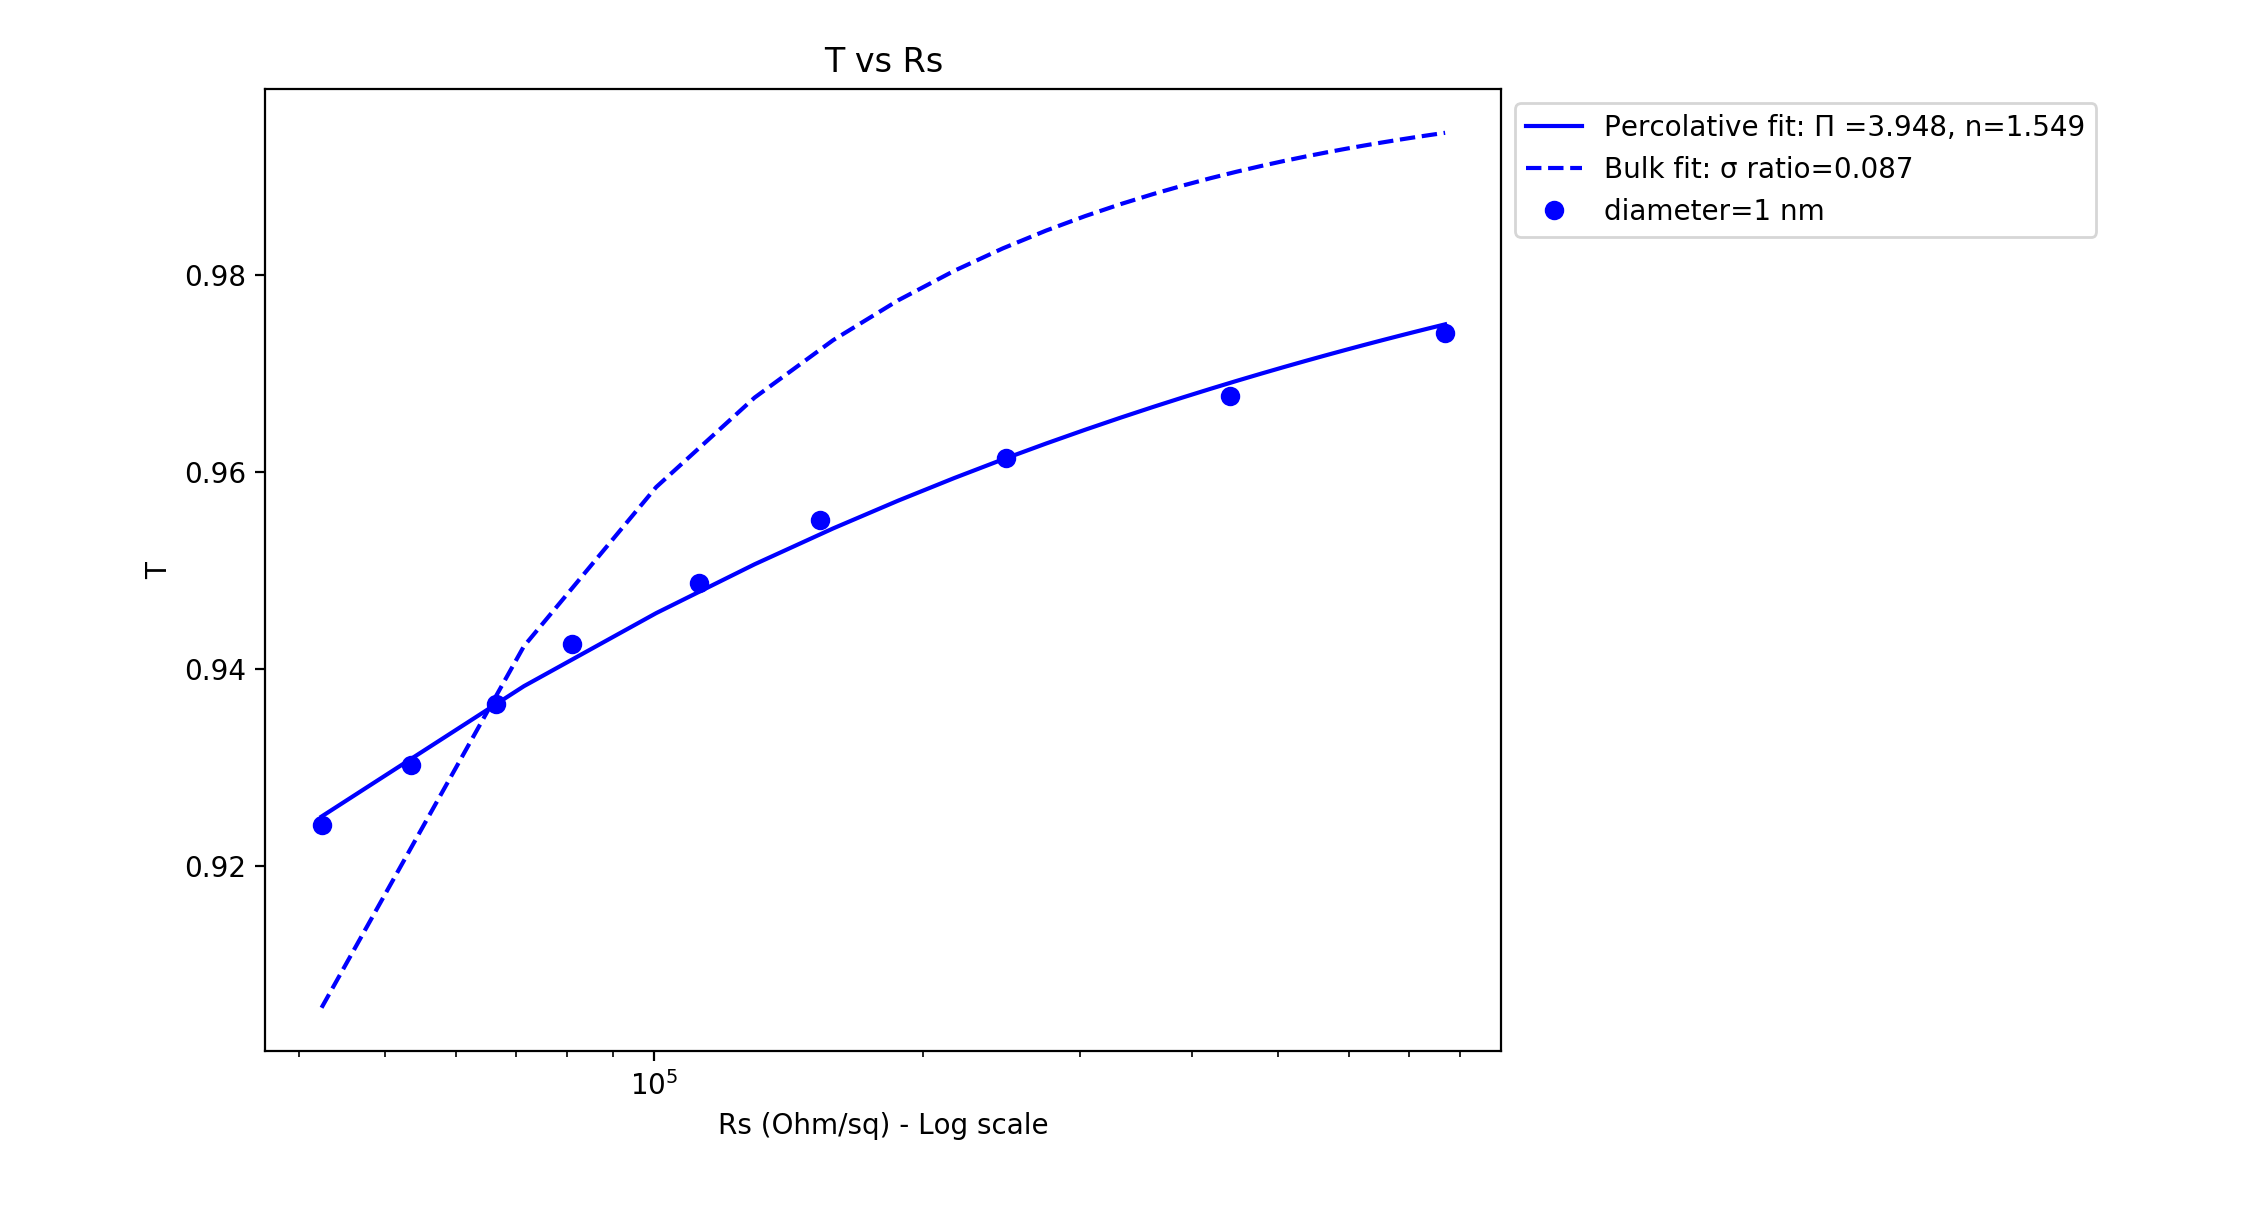 T vs Rs
Percolative fit: Π =3.948, n=1.549
Bulk fit: σ ratio=0.087
diameter=1 nm
0.98
0.96
0.94
0.92
T
10⁵
Rs (Ohm/sq) - Log scale